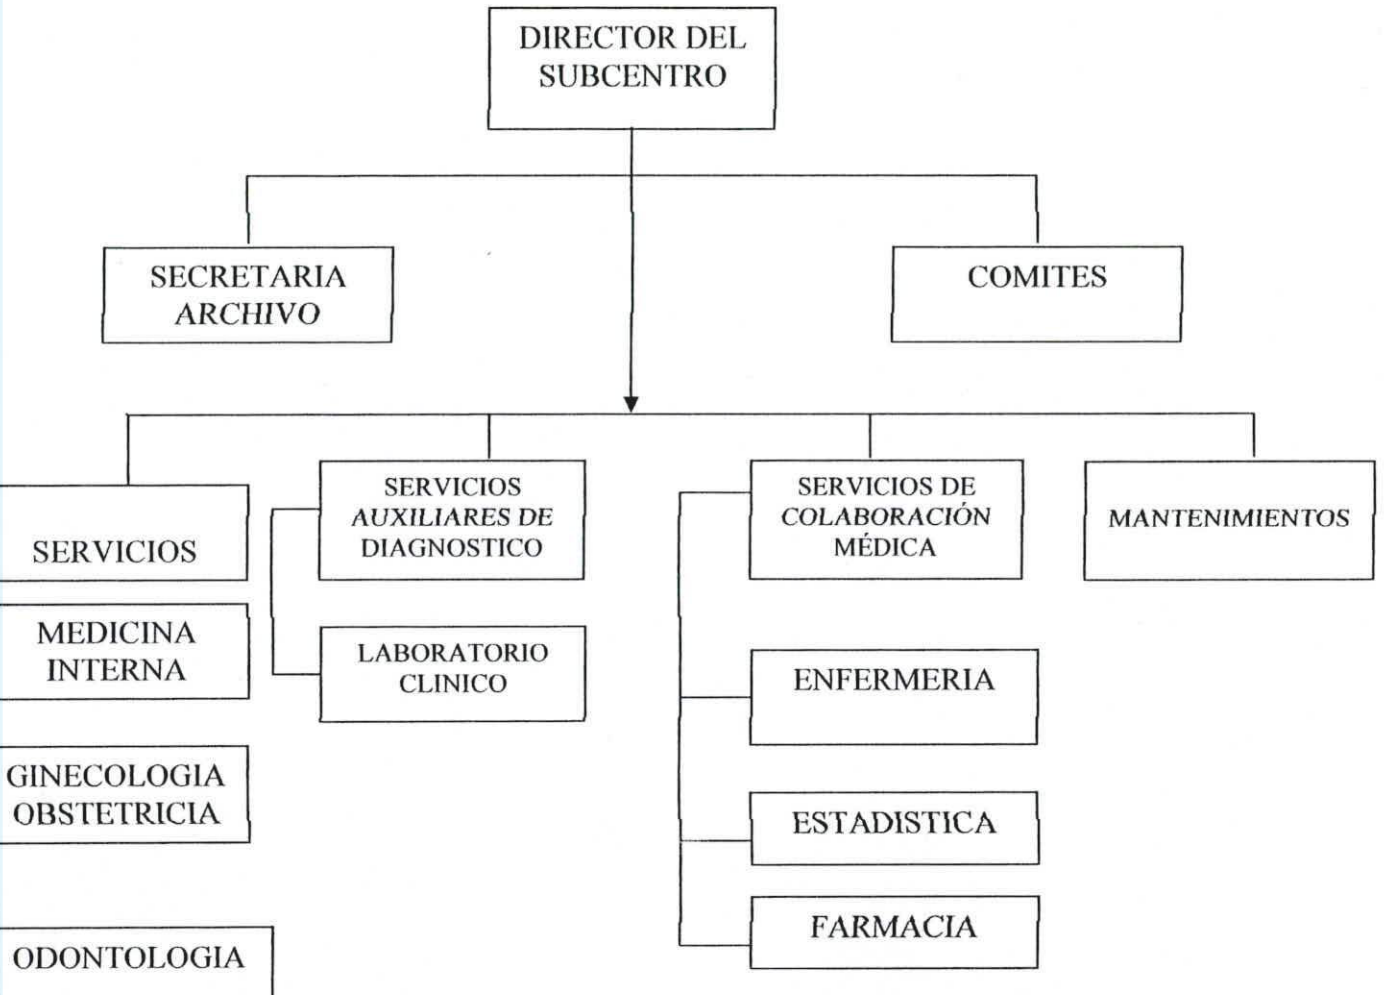 DIRECTOR DEL
SUBCENTRO
SECRETARIA
ARCHIVO
COMITES
SERVICIOS
SERVICIOS
AUXILIARES DE
DIAGNOSTICO
SERVICIOS DE
COLABORACIÓN
MÉDICA
MANTENIMIENTOS
MEDICINA
INTERNA
LABORATORIO
CLINICO
ENFERMERIA
GINECOLOGIA
OBSTETRICIA
ESTADISTICA
FARMACIA
ODONTOLOGIA